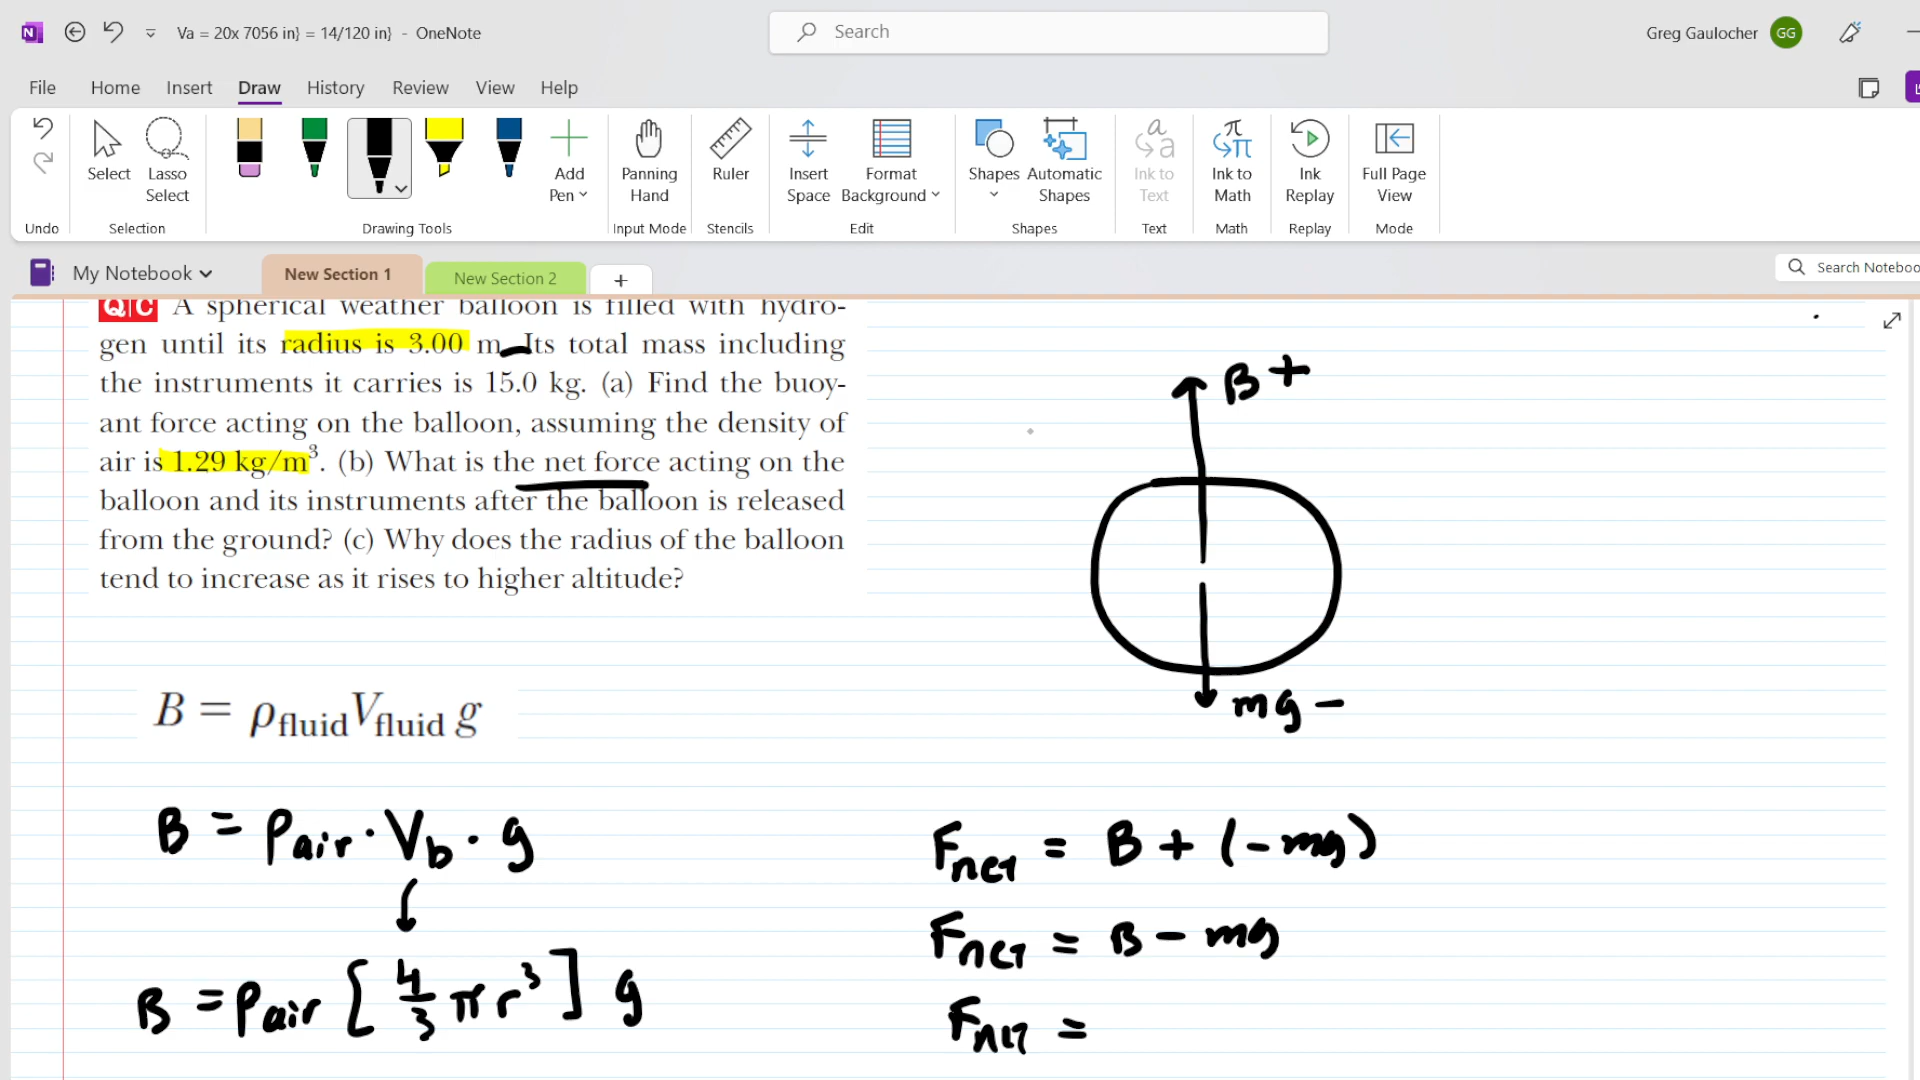 Va = 20x 7056 in} = 14/120 in} - OneNote
Search
Greg Gaulocher GG
File Home Insert Draw History Review View Help
Select
Lasso Select
Add Pen
Panning Hand
Ruler
Insert Space
Format Background
Shapes
Automatic Shapes
Ink to Text
Ink to Math
Ink Replay
Full Page View
Undo Selection Drawing Tools Input Mode Stencils Edit Shapes Text Math Replay Mode
My Notebook New Section 1 New Section 2 + Search Noteboo
Q|C A spherical weather balloon is filled with hydro-
gen until its radius is 3.00 m. Its total mass including
the instruments it carries is 15.0 kg. (a) Find the buoy-
ant force acting on the balloon, assuming the density of
air is 1.29 kg/m³. (b) What is the net force acting on the
balloon and its instruments after the balloon is released
from the ground? (c) Why does the radius of the balloon
tend to increase as it rises to higher altitude?
B +
mg -
B = ρfluid Vfluid g
B = Pair · Vb · g
B = Pair [ 4/3 π r³ ] g
Fnet = B + (-mg)
Fnet = B - mg
Fnet =